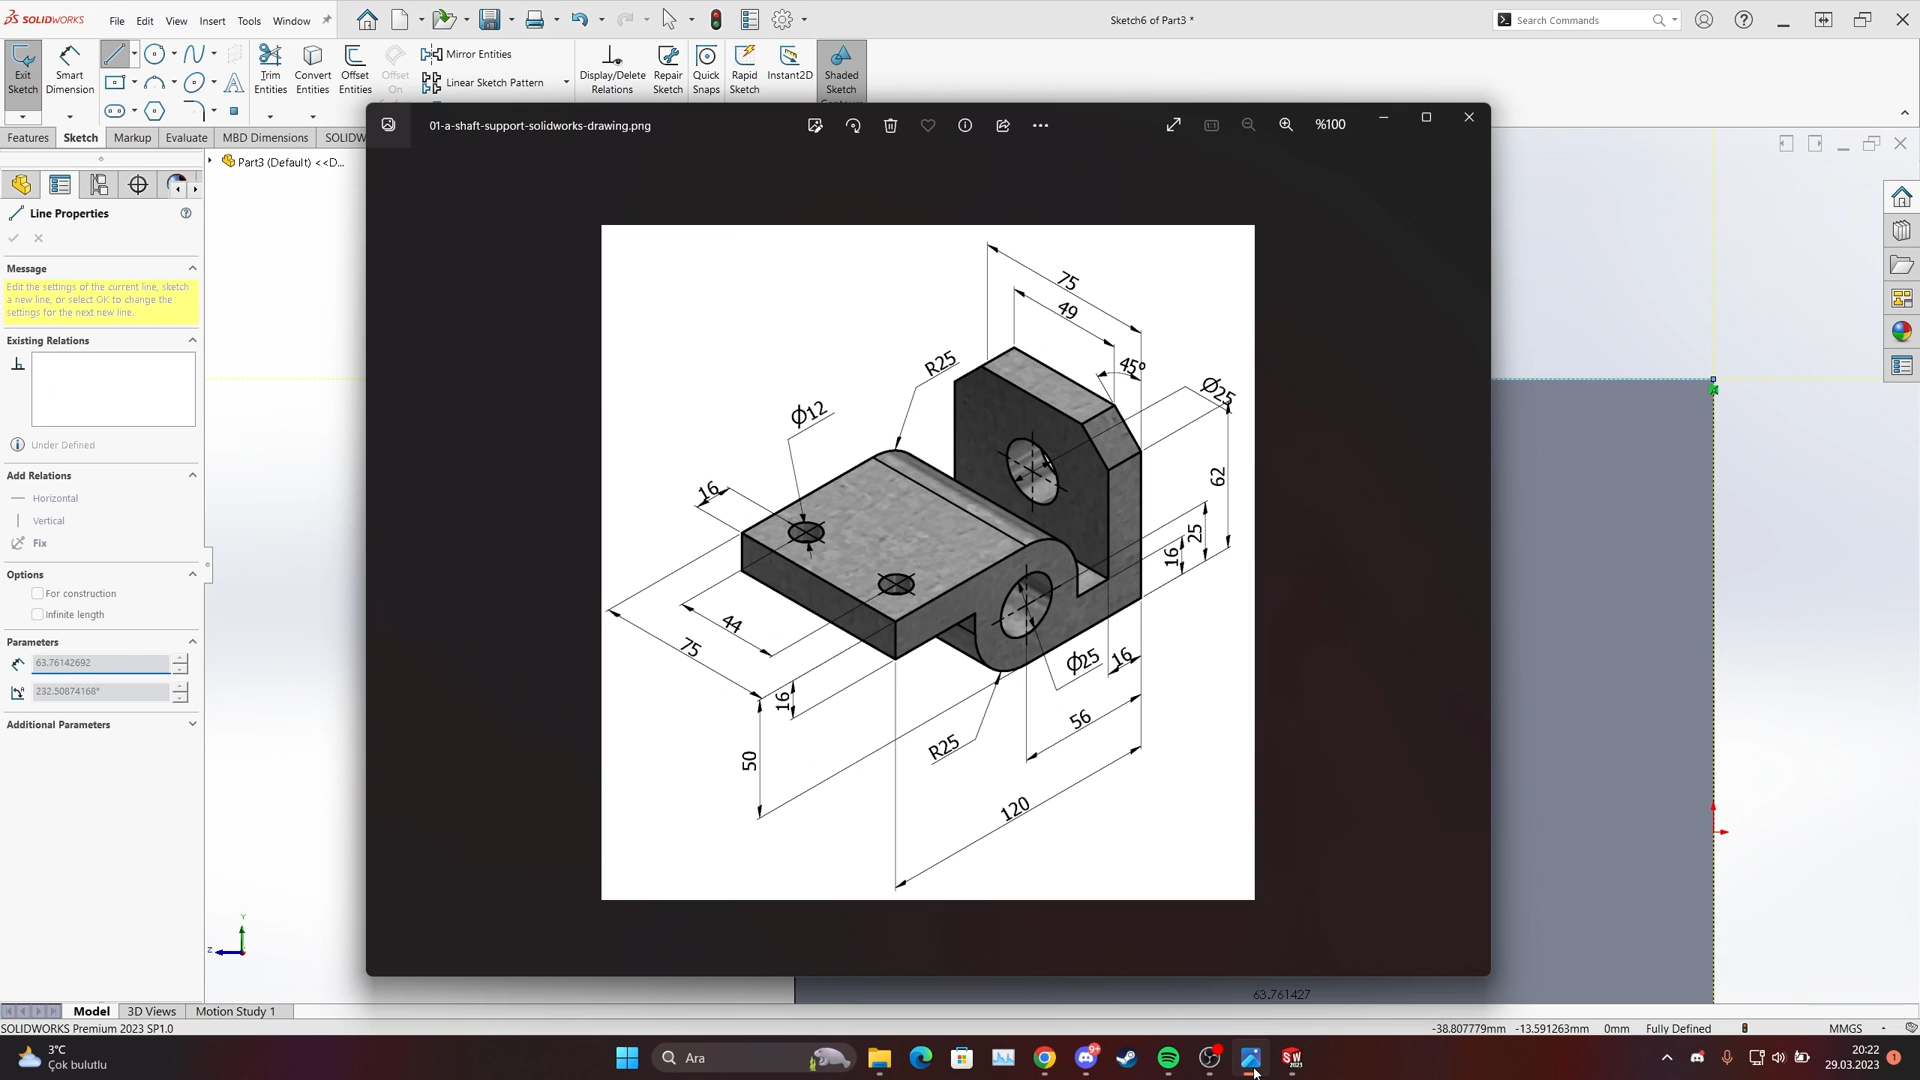 SOLIDWORKS
File Edit View Insert Tools Window
Sketch6 of Part3 *
Search Commands
Exit Sketch
Smart Dimension
Trim Entities
Convert Entities
Offset Entities
Offset On
Mirror Entities
Linear Sketch Pattern
Display/Delete Relations
Repair Sketch
Quick Snaps
Rapid Sketch
Instant2D
Shaded Sketch
Features Sketch Markup Evaluate MBD Dimensions SOLIDW
01-a-shaft-support-solidworks-drawing.png
%100
Part3 (Default) <<D...
Line Properties
Message
Edit the settings of the current line, sketch
a new line, or select OK to change the
settings for the next new line.
Existing Relations
Under Defined
Add Relations
Horizontal
Vertical
Fix
Options
For construction
Infinite length
Parameters
63.76142692
232.50874168°
Additional Parameters
75
49
45°
R25
Ø25
Ø12
62
16
25
16
44
75
16
Ø25
16
56
R25
50
120
Y
Z
63.761427
Model 3D Views Motion Study 1
SOLIDWORKS Premium 2023 SP1.0
-38.807779mm -13.591263mm 0mm Fully Defined
MMGS
3°C
Çok bulutlu
Ara
9+
SW
2023
20:22
29.03.2023
1